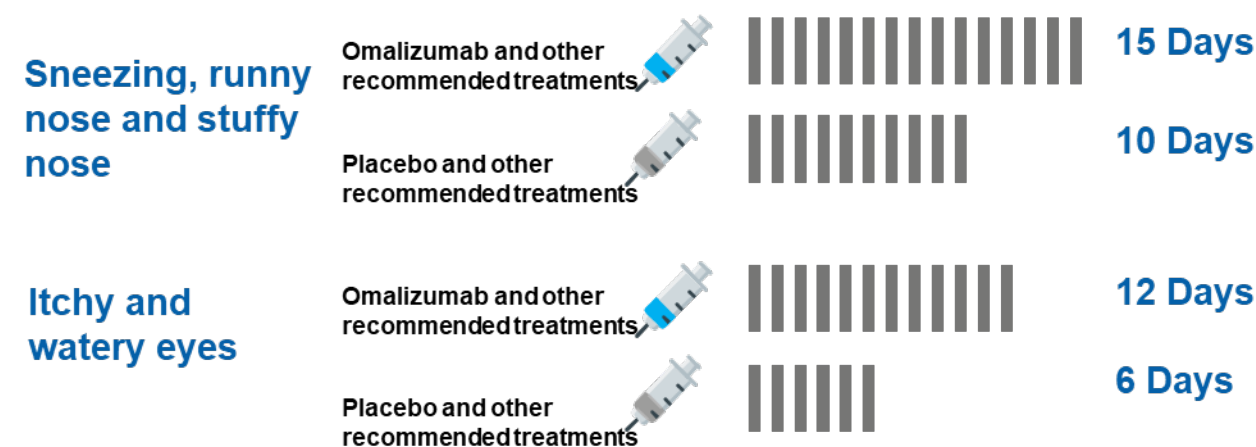 Sneezing, runny
nose and stuffy
nose
Omalizumab and other
recommended treatments
15 Days
Placebo and other
recommended treatments
10 Days
Itchy and
watery eyes
Omalizumab and other
recommended treatments
12 Days
Placebo and other
recommended treatments
6 Days